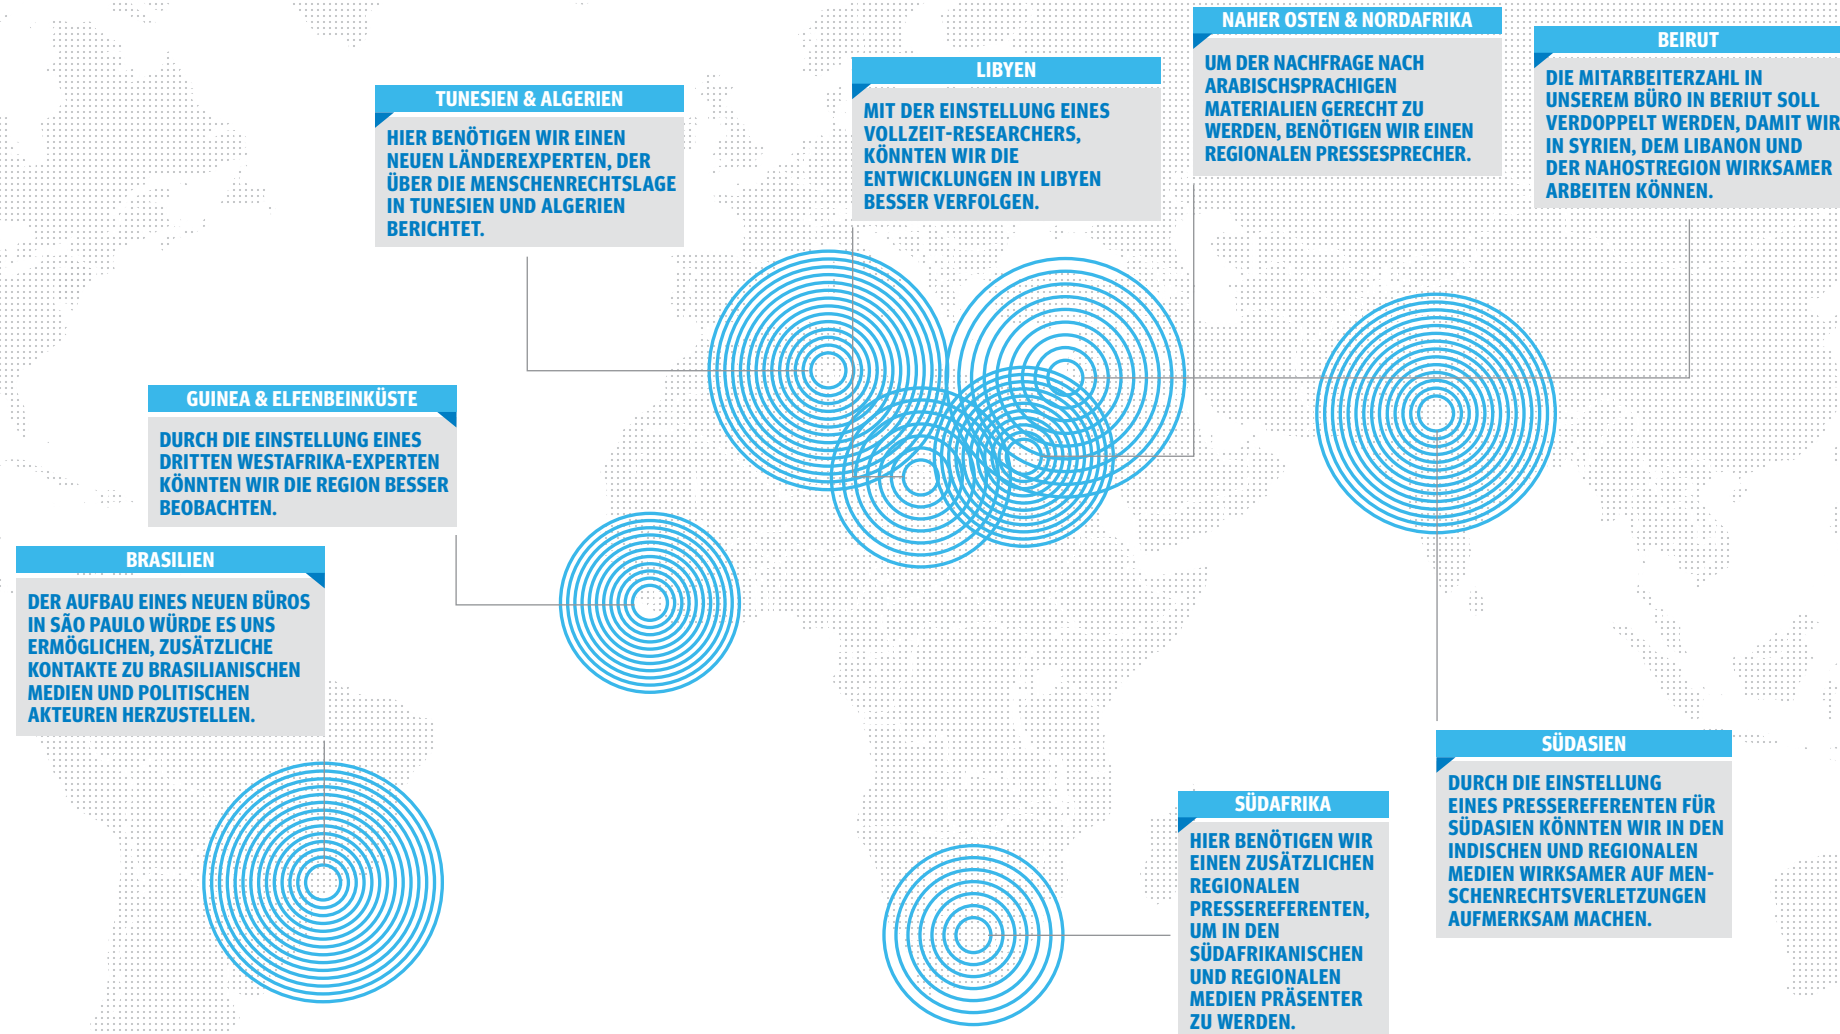 NAHER OSTEN & NORDAFRIKA
UM DER NACHFRAGE NACH
ARABISCHSPRACHIGEN
MATERIALIEN GERECHT ZU
WERDEN, BENÖTIGEN WIR EINEN
REGIONALEN PRESSESPRECHER.
BEIRUT
DIE MITARBEITERZAHL IN
UNSEREM BÜRO IN BERIUT SOLL
VERDOPPELT WERDEN, DAMIT WIR
IN SYRIEN, DEM LIBANON UND
DER NAHOSTREGION WIRKSAMER
ARBEITEN KÖNNEN.
LIBYEN
MIT DER EINSTELLUNG EINES
VOLLZEIT-RESEARCHERS,
KÖNNTEN WIR DIE
ENTWICKLUNGEN IN LIBYEN
BESSER VERFOLGEN.
TUNESIEN & ALGERIEN
HIER BENÖTIGEN WIR EINEN
NEUEN LÄNDEREXPERTEN, DER
ÜBER DIE MENSCHENRECHTSLAGE
IN TUNESIEN UND ALGERIEN
BERICHTET.
GUINEA & ELFENBEINKÜSTE
DURCH DIE EINSTELLUNG EINES
DRITTEN WESTAFRIKA-EXPERTEN
KÖNNTEN WIR DIE REGION BESSER
BEOBACHTEN.
BRASILIEN
DER AUFBAU EINES NEUEN BÜROS
IN SÃO PAULO WÜRDE ES UNS
ERMÖGLICHEN, ZUSÄTZLICHE
KONTAKTE ZU BRASILIANISCHEN
MEDIEN UND POLITISCHEN
AKTEUREN HERZUSTELLEN.
SÜDASIEN
DURCH DIE EINSTELLUNG
EINES PRESSEREFERENTEN FÜR
SÜDASIEN KÖNNTEN WIR IN DEN
INDISCHEN UND REGIONALEN
MEDIEN WIRKSAMER AUF MEN-
SCHENRECHTSVERLETZUNGEN
AUFMERKSAM MACHEN.
SÜDAFRIKA
HIER BENÖTIGEN WIR
EINEN ZUSÄTZLICHEN
REGIONALEN
PRESSEREFERENTEN,
UM IN DEN
SÜDAFRIKANISCHEN
UND REGIONALEN
MEDIEN PRÄSENTER
ZU WERDEN.